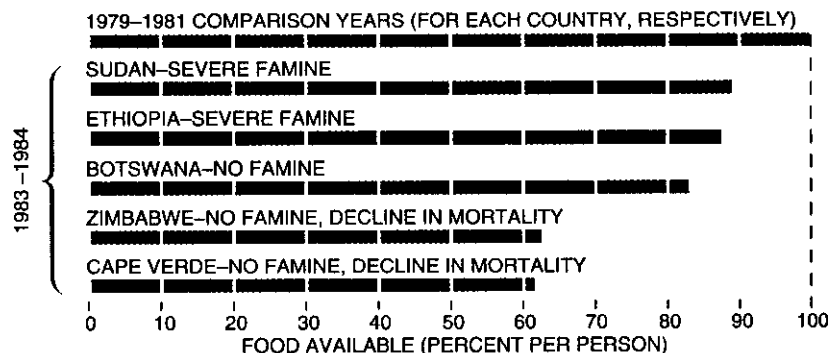 1979–1981 COMPARISON YEARS (FOR EACH COUNTRY, RESPECTIVELY)
1983–1984
SUDAN–SEVERE FAMINE
ETHIOPIA–SEVERE FAMINE
BOTSWANA–NO FAMINE
ZIMBABWE–NO FAMINE, DECLINE IN MORTALITY
CAPE VERDE–NO FAMINE, DECLINE IN MORTALITY
0 10 20 30 40 50 60 70 80 90 100
FOOD AVAILABLE (PERCENT PER PERSON)